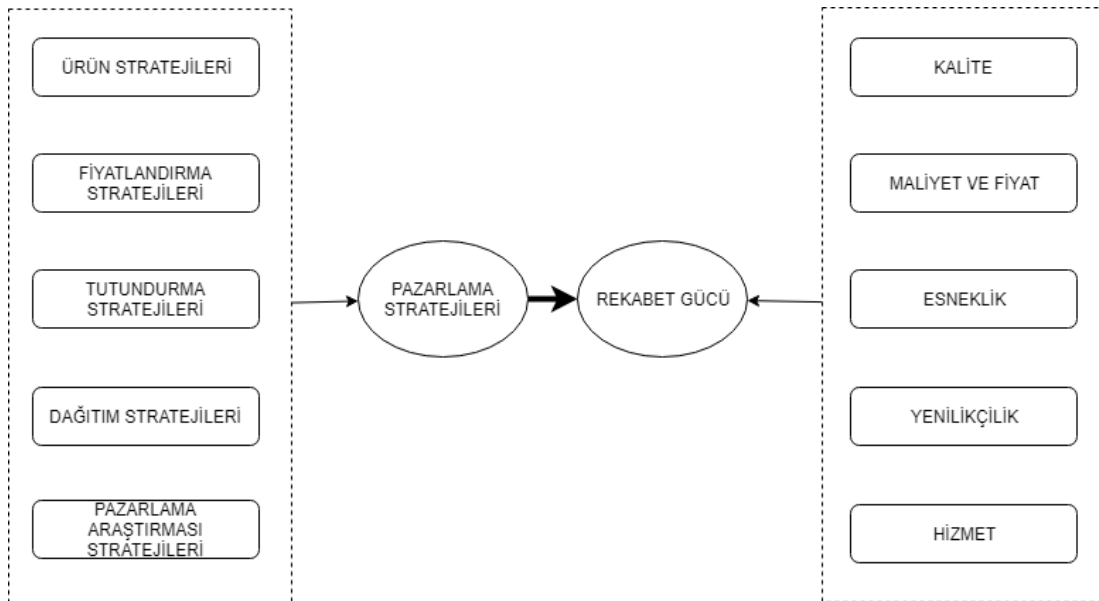 ÜRÜN STRATEJİLERİ
FİYATLANDIRMA
STRATEJİLERİ
TUTUNDURMA
STRATEJİLERİ
DAĞITIM STRATEJİLERİ
PAZARLAMA
ARAŞTIRMASI
STRATEJİLERİ
PAZARLAMA
STRATEJİLERİ
REKABET GÜCÜ
KALİTE
MALİYET VE FİYAT
ESNEKLİK
YENİLİKÇİLİK
HİZMET